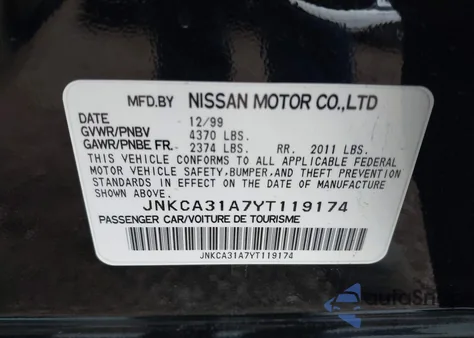 MFD.BY NISSAN MOTOR CO.,LTD
DATE 12/99
GVWR/PNBV 4370 LBS.
GAWR/PNBE FR. 2374 LBS. RR. 2011 LBS.
THIS VEHICLE CONFORMS TO ALL APPLICABLE FEDERAL
MOTOR VEHICLE SAFETY,BUMPER,AND THEFT PREVENTION
STANDARDS IN EFFECT ON THE DATE OF MANUFACTURE
SHOWN ABOVE.
JNKCA31A7YT119174
PASSENGER CAR/VOITURE DE TOURISME
JNKCA31A7YT119174